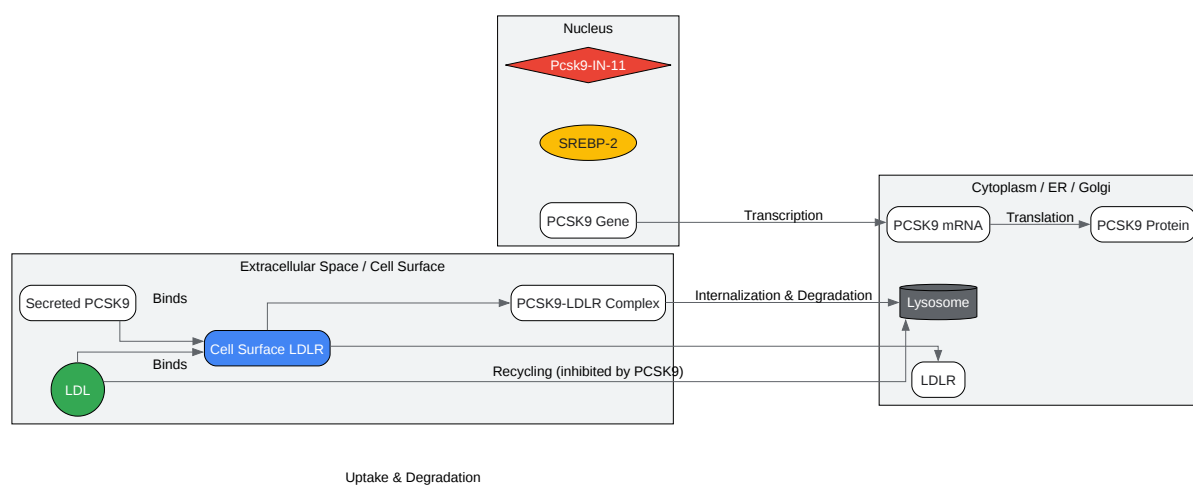 Nucleus
Pcsk9-IN-11
SREBP-2
PCSK9 Gene
Transcription
Cytoplasm / ER / Golgi
PCSK9 mRNA
Translation
PCSK9 Protein
Extracellular Space / Cell Surface
Secreted PCSK9
Binds
PCSK9-LDLR Complex
Internalization & Degradation
Lysosome
Cell Surface LDLR
Binds
LDL
Recycling (inhibited by PCSK9)
LDLR
Uptake & Degradation